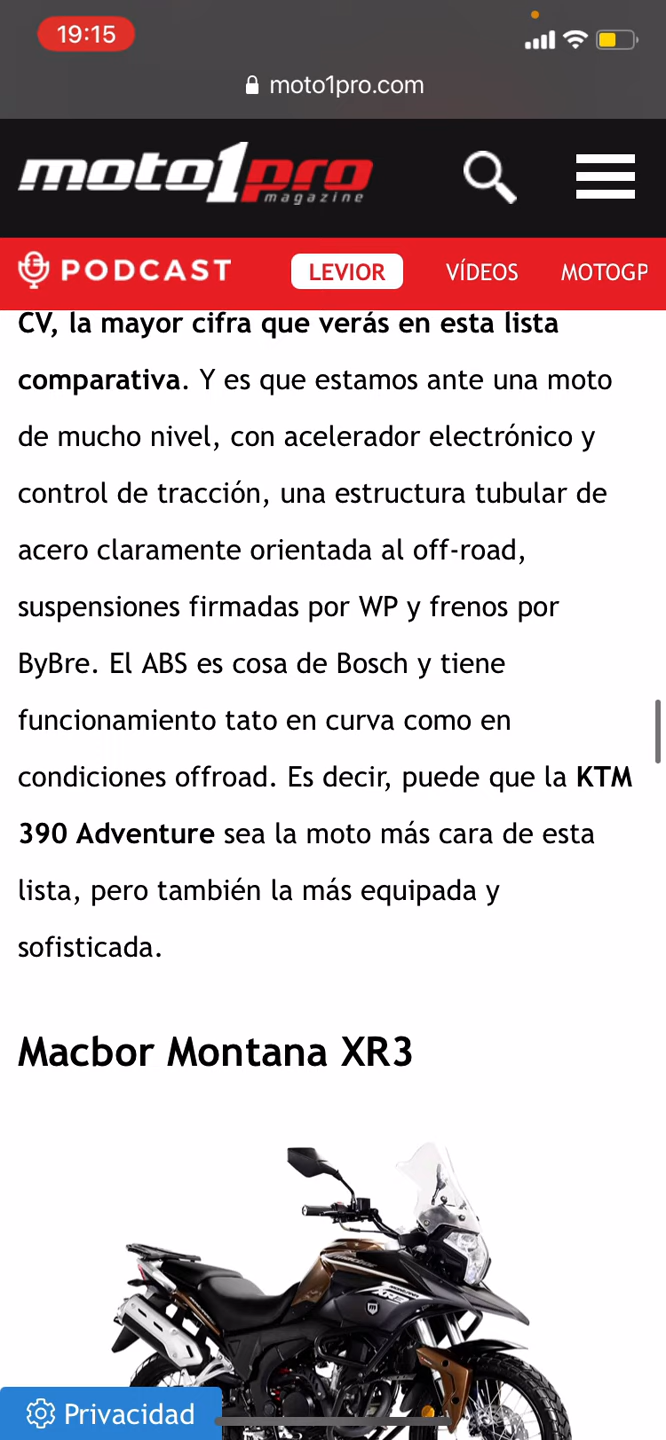 19:15
moto1pro.com
moto1pro
magazine
PODCAST LEVIOR VÍDEOS MOTOGP
CV, la mayor cifra que verás en esta lista
comparativa. Y es que estamos ante una moto
de mucho nivel, con acelerador electrónico y
control de tracción, una estructura tubular de
acero claramente orientada al off-road,
suspensiones firmadas por WP y frenos por
ByBre. El ABS es cosa de Bosch y tiene
funcionamiento tato en curva como en
condiciones offroad. Es decir, puede que la KTM
390 Adventure sea la moto más cara de esta
lista, pero también la más equipada y
sofisticada.
Macbor Montana XR3
Privacidad